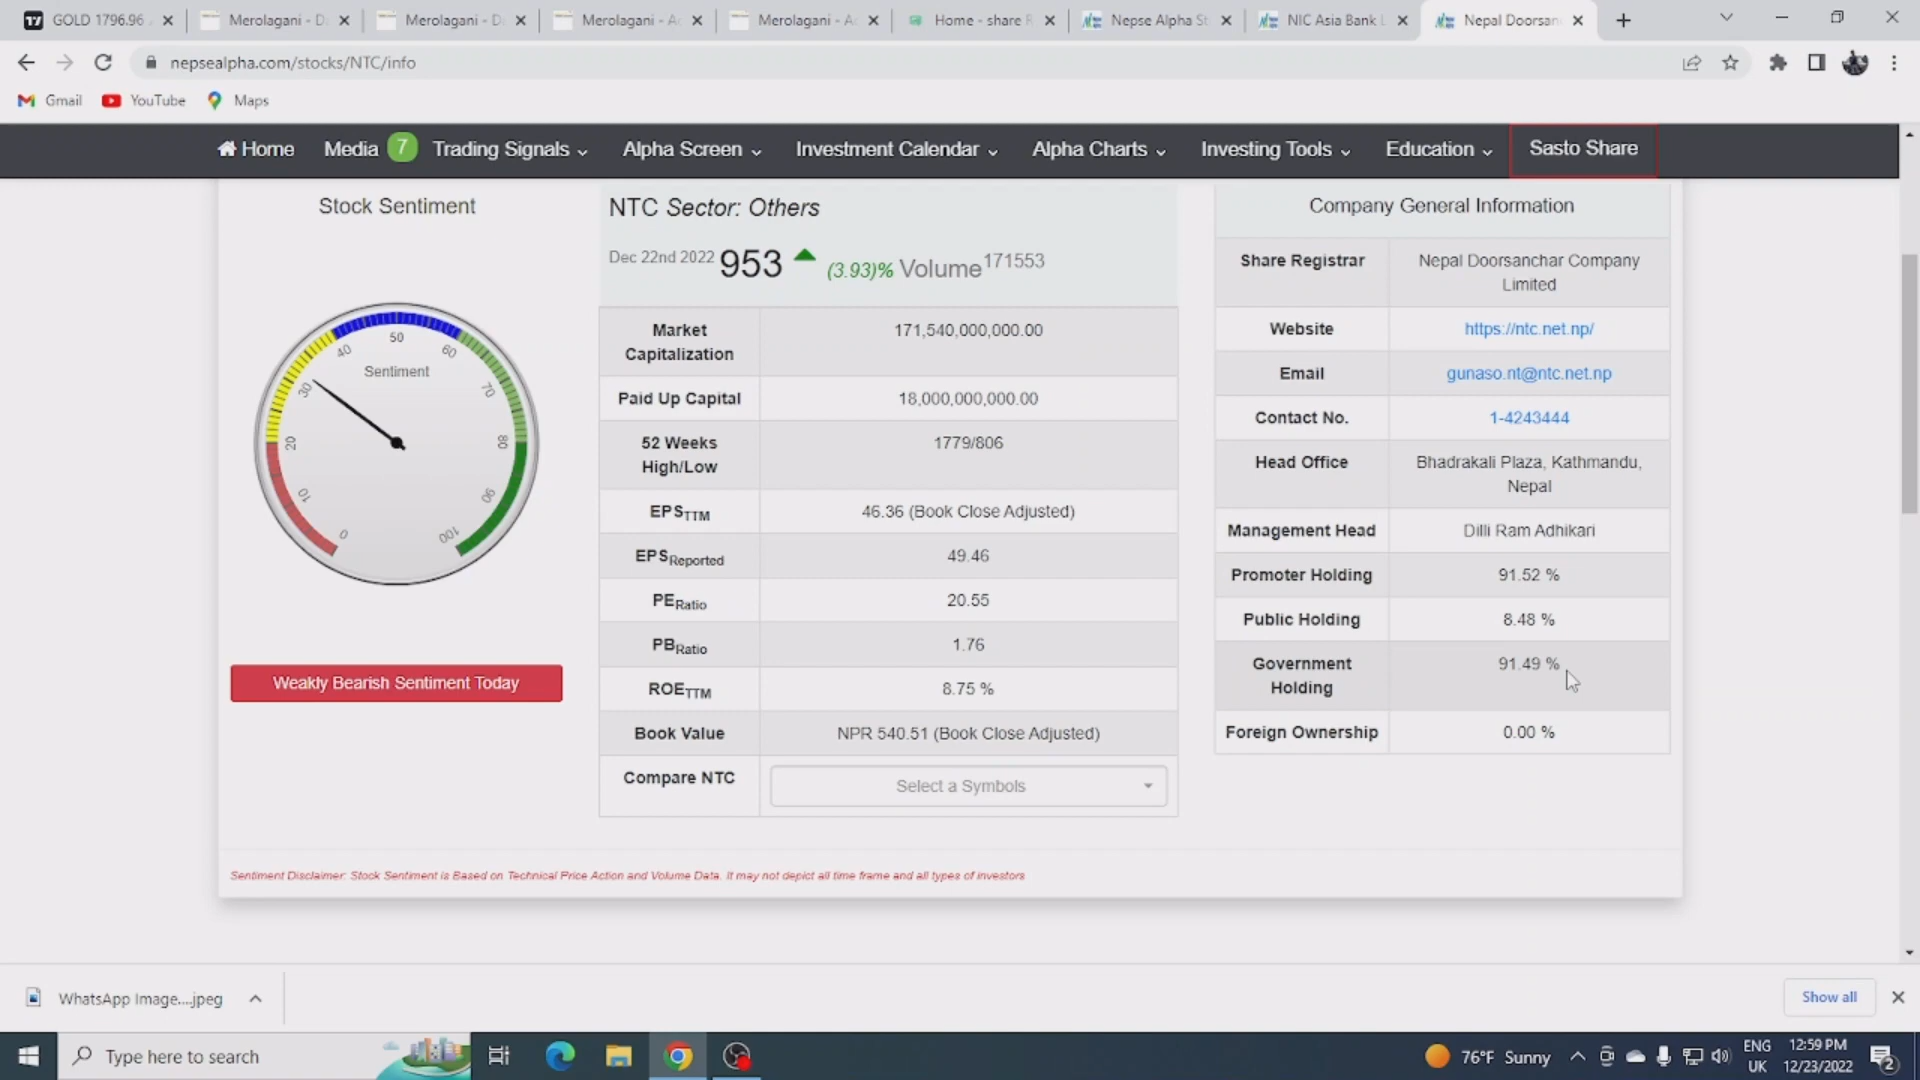 GOLD 1796.96
Merolagani - D
Merolagani - D
Merolagani - A
Merolagani - A
Home - share
Nepse Alpha St
NIC Asia Bank L
Nepal Doorsan
nepsealpha.com/stocks/NTC/info
Gmail
YouTube
Maps
Home
Media 7
Trading Signals
Alpha Screen
Investment Calendar
Alpha Charts
Investing Tools
Education
Sasto Share
Stock Sentiment
0
10
20
30
40
50
60
70
80
90
100
Sentiment
Weakly Bearish Sentiment Today
NTC Sector: Others
Dec 22nd 2022 953 (3.93)% Volume 171553
Market Capitalization 171,540,000,000.00
Paid Up Capital 18,000,000,000.00
52 Weeks High/Low 1779/806
EPS TTM 46.36 (Book Close Adjusted)
EPS Reported 49.46
PE Ratio 20.55
PB Ratio 1.76
ROE TTM 8.75 %
Book Value NPR 540.51 (Book Close Adjusted)
Compare NTC Select a Symbols
Company General Information
Share Registrar Nepal Doorsanchar Company Limited
Website https://ntc.net.np/
Email gunaso.nt@ntc.net.np
Contact No. 1-4243444
Head Office Bhadrakali Plaza, Kathmandu, Nepal
Management Head Dilli Ram Adhikari
Promoter Holding 91.52 %
Public Holding 8.48 %
Government Holding 91.49 %
Foreign Ownership 0.00 %
Sentiment Disclaimer: Stock Sentiment is Based on Technical Price Action and Volume Data. It may not depict all time frame and all types of investors
WhatsApp Image....jpeg
Show all
Type here to search
76°F Sunny
ENG
UK
12:59 PM
12/23/2022
2